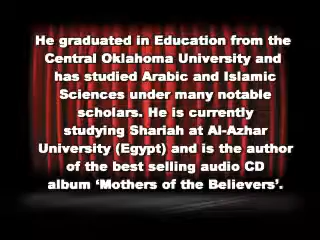 He graduated in Education from the
Central Oklahoma University and
has studied Arabic and Islamic
Sciences under many notable
scholars. He is currently
studying Shariah at Al-Azhar
University (Egypt) and is the author
of the best selling audio CD
album ‘Mothers of the Believers’.